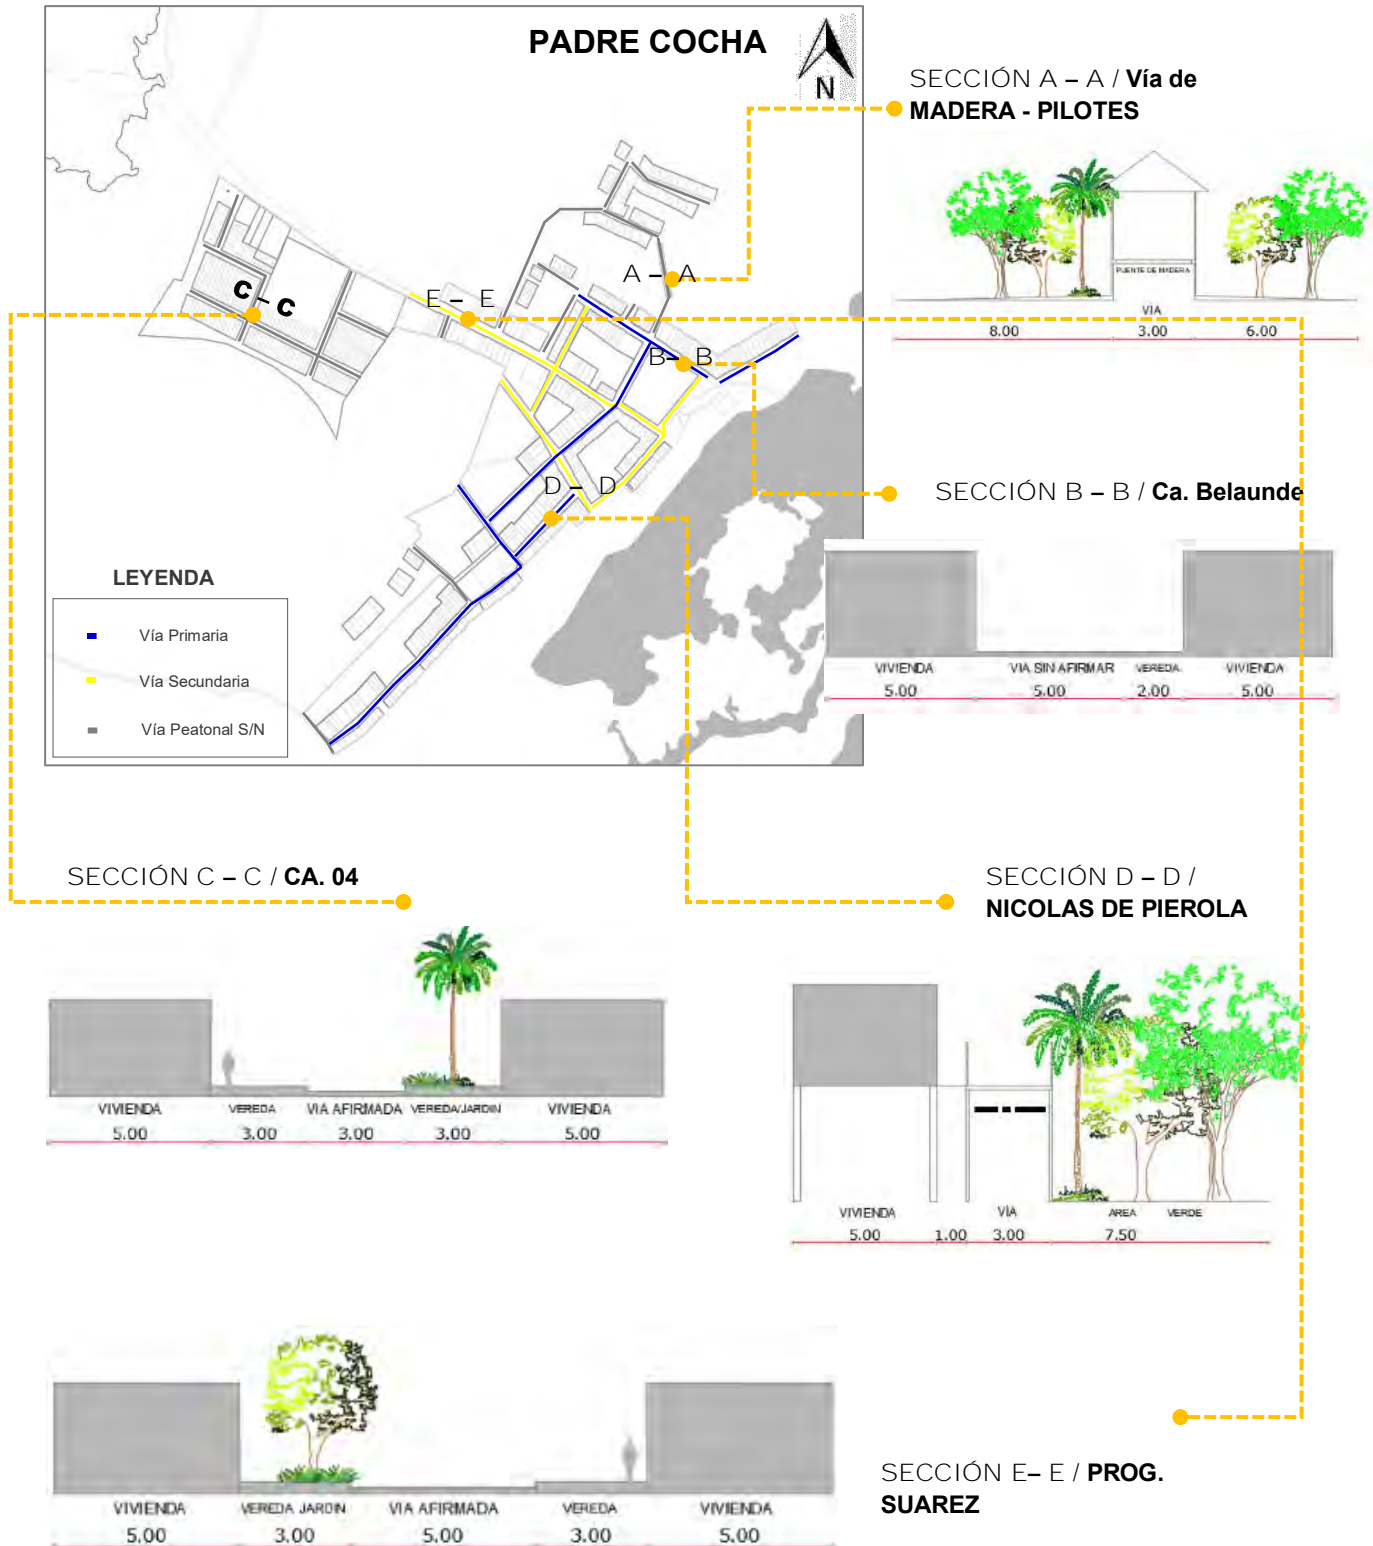 PADRE COCHA
N
SECCIÓN A – A / Vía de
MADERA - PILOTES
PUENTE DE MADERA
VIA
8.00 3.00 6.00
A – A
C – C
E – E
B – B
D – D
SECCIÓN B – B / Ca. Belaunde
VIVIENDA VIA SIN AFIRMAR VEREDA VIVIENDA
5.00 5.00 2.00 5.00
LEYENDA
Vía Primaria
Vía Secundaria
Vía Peatonal S/N
SECCIÓN C – C / CA. 04
VIVIENDA VEREDA VIA AFIRMADA VEREDA/JARDIN VIVIENDA
5.00 3.00 3.00 3.00 5.00
SECCIÓN D – D /
NICOLAS DE PIEROLA
VIVIENDA VIA AREA VERDE
5.00 1.00 3.00 7.50
VIVIENDA VEREDA JARDIN VIA AFIRMADA VEREDA VIVIENDA
5.00 3.00 5.00 3.00 5.00
SECCIÓN E– E / PROG.
SUAREZ